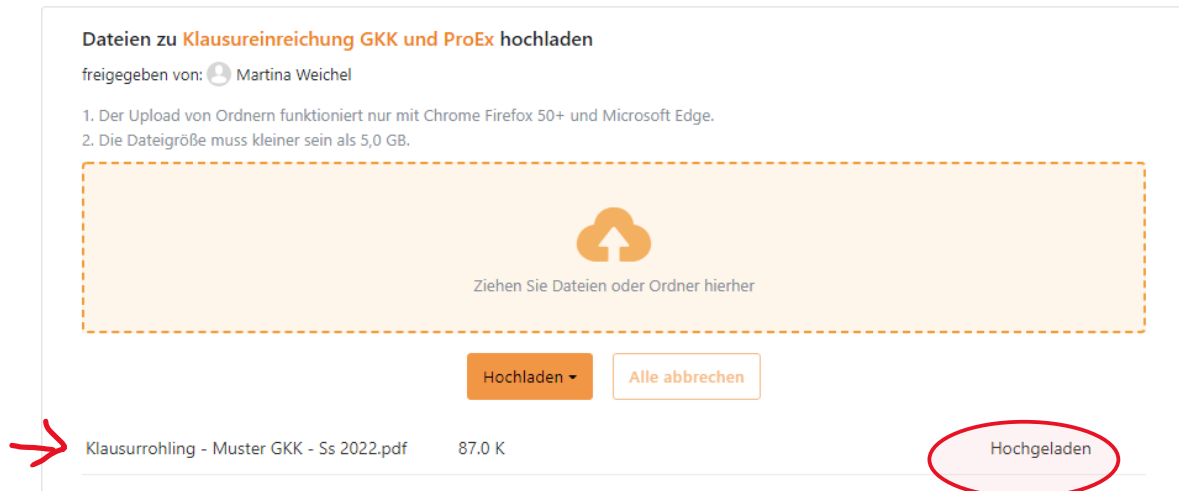 Dateien zu Klausureinreichung GKK und ProEx hochladen
freigegeben von: Martina Weichel
1. Der Upload von Ordnern funktioniert nur mit Chrome Firefox 50+ und Microsoft Edge.
2. Die Dateigröße muss kleiner sein als 5,0 GB.
Ziehen Sie Dateien oder Ordner hierher
Hochladen Alle abbrechen
Klausurrohling - Muster GKK - Ss 2022.pdf 87.0 K Hochgeladen